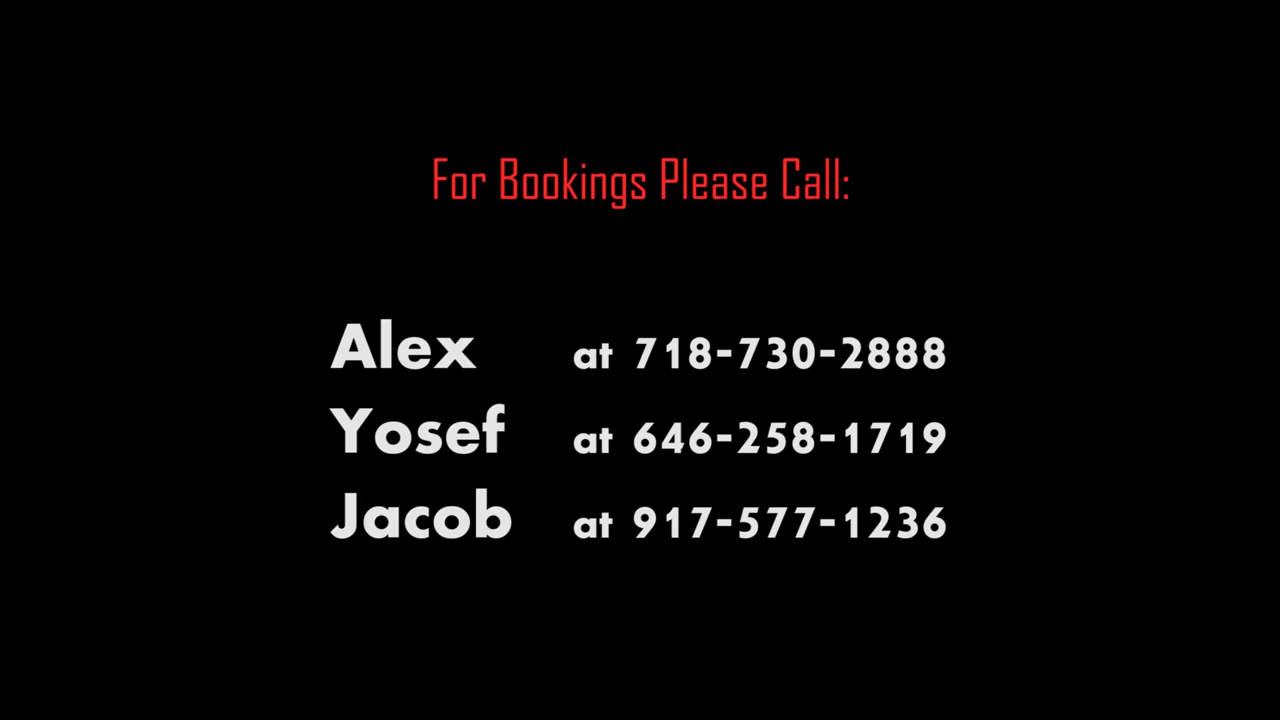 For Bookings Please Call:
Alex at 718-730-2888
Yosef at 646-258-1719
Jacob at 917-577-1236